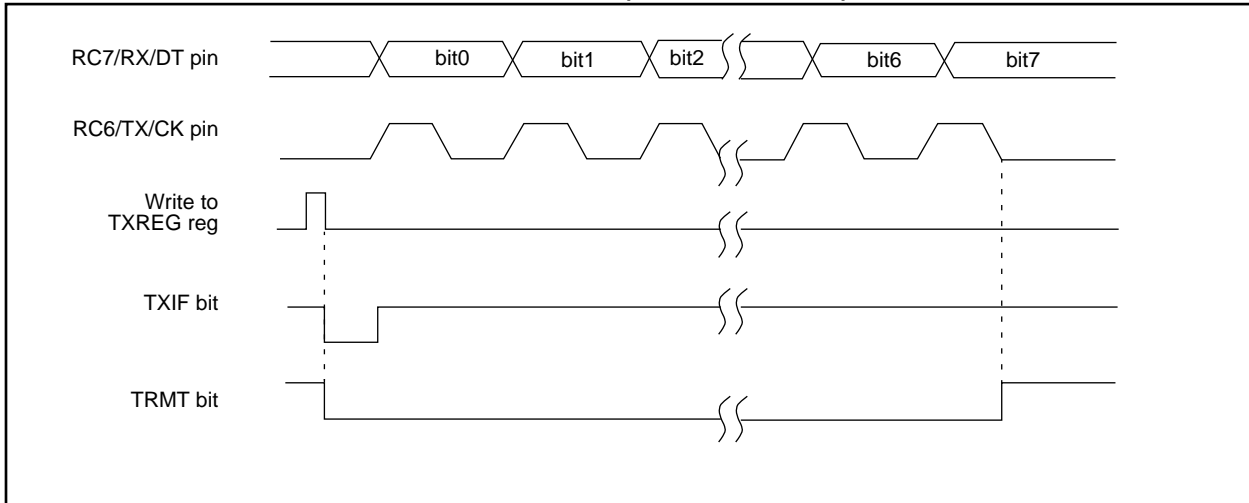 RC7/RX/DT pin
bit0 bit1 bit2 bit6 bit7
RC6/TX/CK pin
Write to
TXREG reg
TXIF bit
TRMT bit